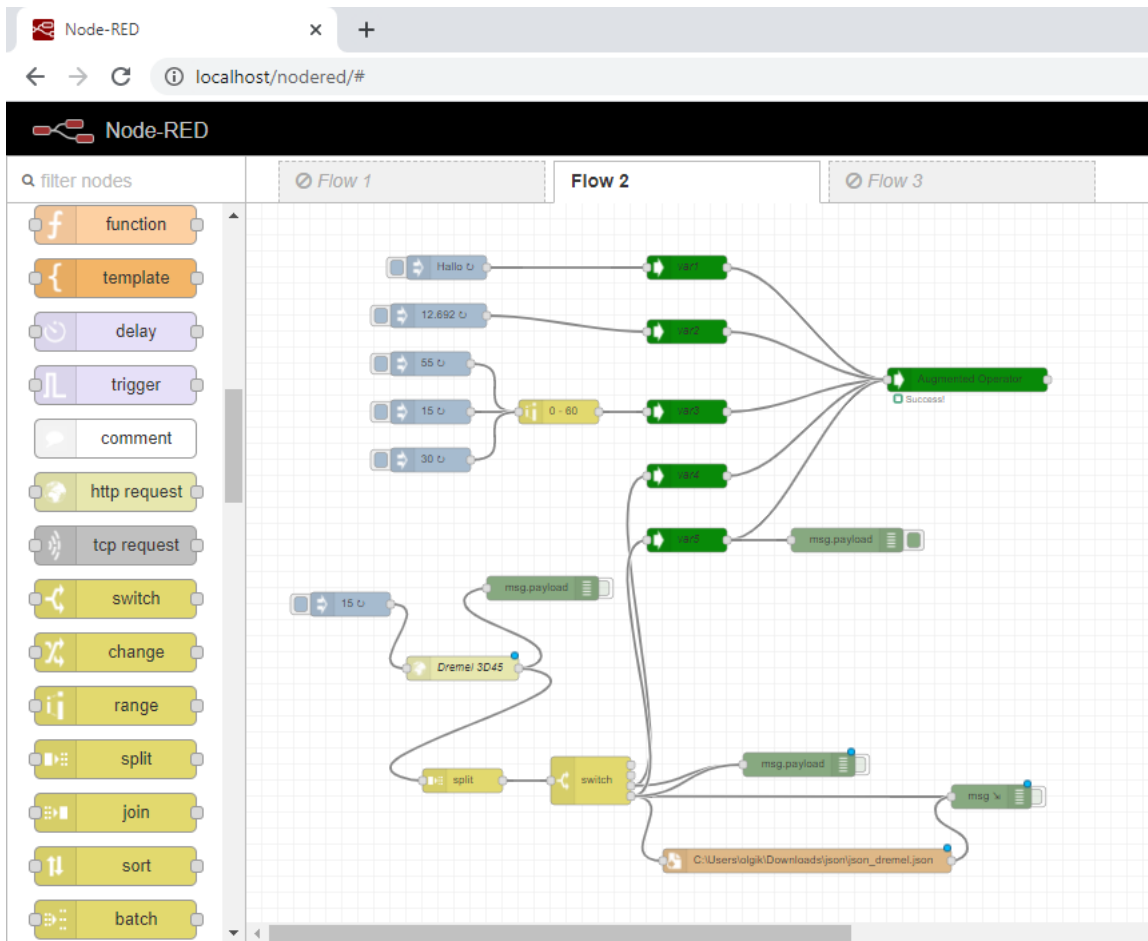 Node-RED
localhost/nodered/#
Node-RED
filter nodes
Flow 1
Flow 2
Flow 3
function
template
delay
trigger
comment
http request
tcp request
switch
change
range
split
join
sort
batch
Hallo ↻
var1
12.692 ↻
var2
55 ↻
Augmented Operator
Success!
15 ↻
0 - 60
var3
30 ↻
var4
var5
msg.payload
msg.payload
15 ↻
Dremel 3D45
split
switch
msg.payload
msg
C:\Users\olgik\Downloads\json\json_dremel.json